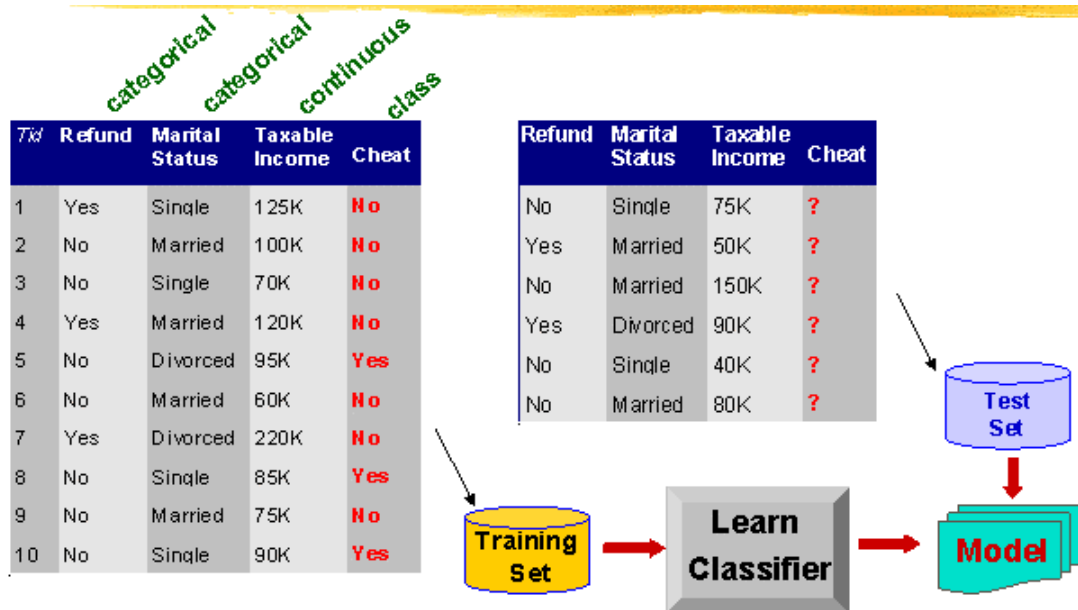 categorical
categorical
continuous
class
Tid Refund Marital Status Taxable Income Cheat
1 Yes Single 125K No
2 No Married 100K No
3 No Single 70K No
4 Yes Married 120K No
5 No Divorced 95K Yes
6 No Married 60K No
7 Yes Divorced 220K No
8 No Single 85K Yes
9 No Married 75K No
10 No Single 90K Yes
Refund Marital Status Taxable Income Cheat
No Single 75K ?
Yes Married 50K ?
No Married 150K ?
Yes Divorced 90K ?
No Single 40K ?
No Married 80K ?
Training
Set
Learn
Classifier
Test
Set
Model